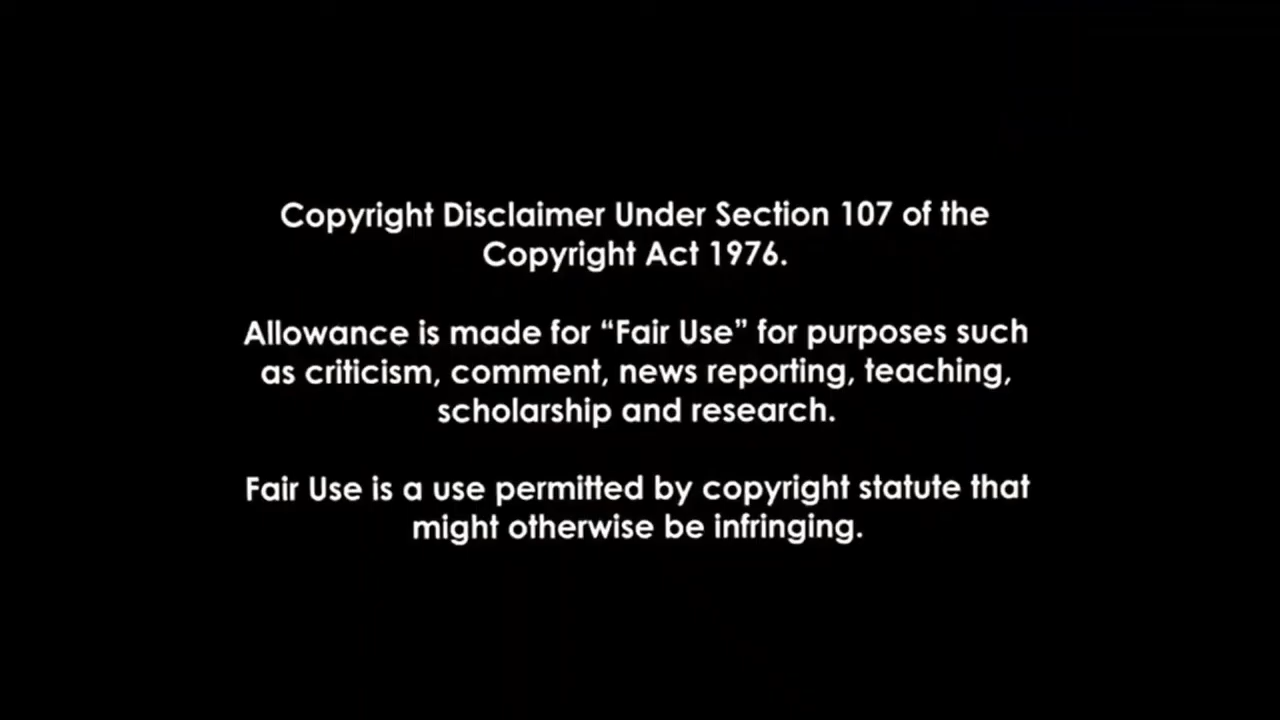 Copyright Disclaimer Under Section 107 of the
Copyright Act 1976.
Allowance is made for “Fair Use” for purposes such
as criticism, comment, news reporting, teaching,
scholarship and research.
Fair Use is a use permitted by copyright statute that
might otherwise be infringing.